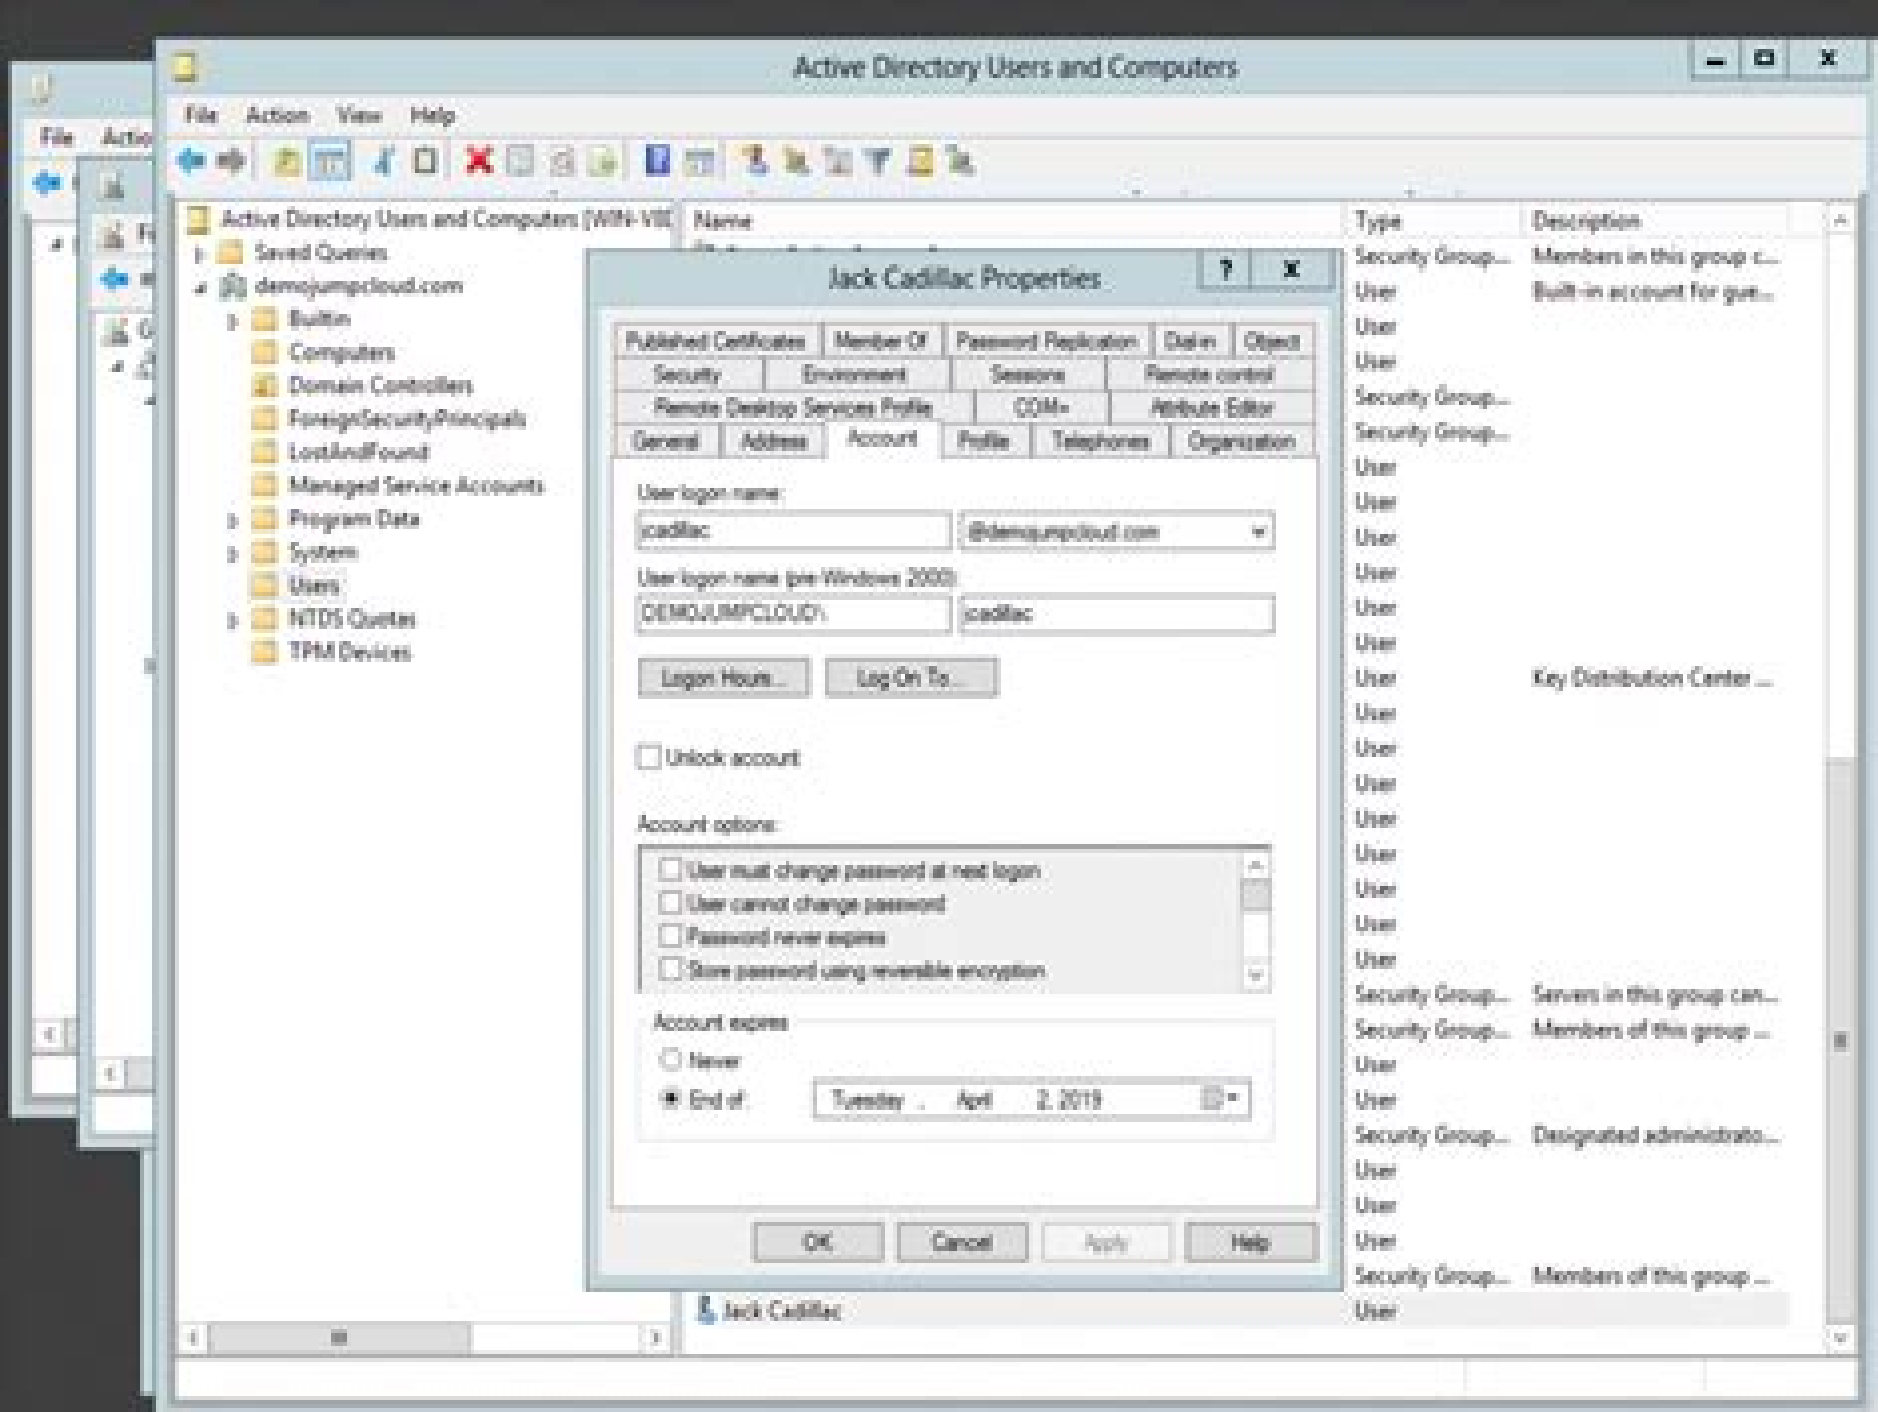 Active Directory Users and Computers
File Action View Help
File Actio
Active Directory Users and Computers [WIN-VII
Saved Queries
demojumpcloud.com
Builtin
Computers
Domain Controllers
ForeignSecurityPrincipals
LostAndFound
Managed Service Accounts
Program Data
System
Users
NTDS Quotas
TPM Devices
Name Type Description
Security Group... Members in this group c...
User Built-in account for gue...
User
User
Security Group...
Security Group...
User
User
User
User
User
User
User Key Distribution Center ...
User
User
User
User
User
User
User
User
Security Group... Servers in this group can...
Security Group... Members of this group ...
User
User
Security Group... Designated administrato...
User
User
User
Security Group... Members of this group ...
Jack Cadillac User
Jack Cadillac Properties ? X
Published Certificates Member Of Password Replication Dial-in Object
Security Environment Sessions Remote control
Remote Desktop Services Profile COM+ Attribute Editor
General Address Account Profile Telephones Organization
User logon name:
jcadillac @demojumpcloud.com
User logon name (pre-Windows 2000):
DEMOJUMPCLOUD\ jcadillac
Logon Hours... Log On To...
Unlock account
Account options:
User must change password at next logon
User cannot change password
Password never expires
Store password using reversible encryption
Account expires
Never
End of: Tuesday , April 2, 2019
OK Cancel Apply Help